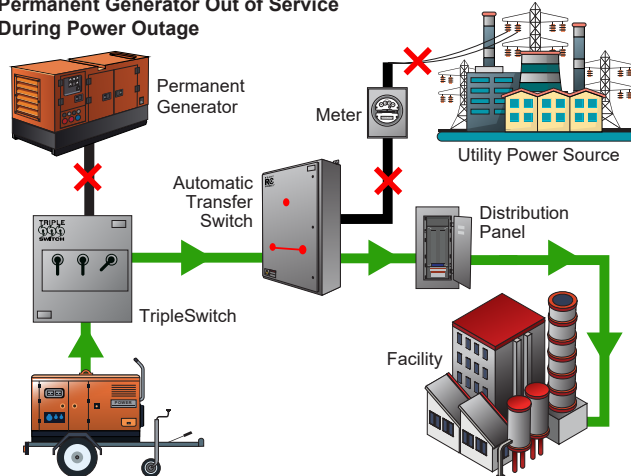 Permanent Generator Out of Service
During Power Outage
Permanent
Generator
Meter
Utility Power Source
Automatic
Transfer
Switch
Distribution
Panel
TRIPLE
SWITCH
TripleSwitch
Facility
POWER